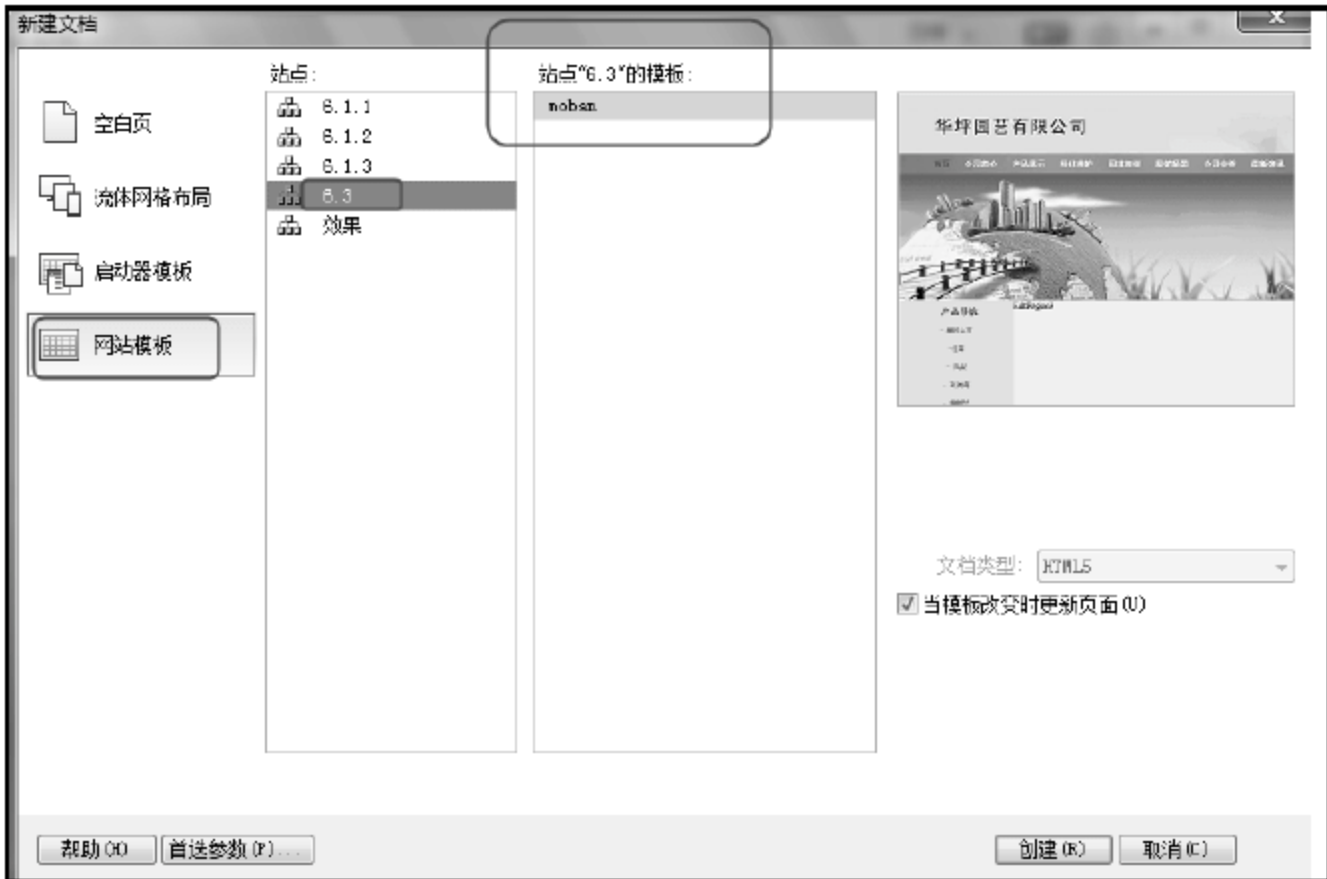 新建文档
空白页
流体网格布局
启动器模板
网站模板
站点:
6.1.1
6.1.2
6.1.3
6.3
效果
站点"6.3"的模板:
moban
华坪园艺有限公司
文档类型: HTML5
当模板改变时更新页面(U)
帮助(H)
首选参数(P)...
创建(R)
取消(C)